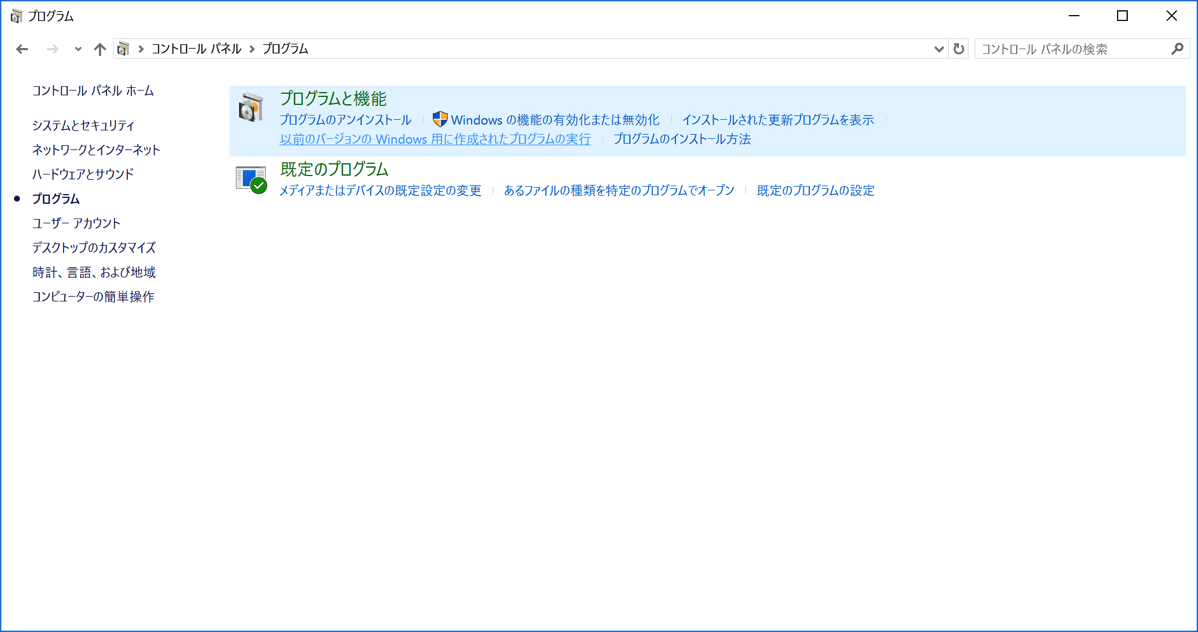 プログラム
コントロール パネル プログラム
コントロール パネルの検索
コントロール パネル ホーム
システムとセキュリティ
ネットワークとインターネット
ハードウェアとサウンド
プログラム
ユーザー アカウント
デスクトップのカスタマイズ
時計、言語、および地域
コンピューターの簡単操作
プログラムと機能
プログラムのアンインストール Windows の機能の有効化または無効化 インストールされた更新プログラムを表示
以前のバージョンの Windows 用に作成されたプログラムの実行 プログラムのインストール方法
既定のプログラム
メディアまたはデバイスの既定設定の変更 あるファイルの種類を特定のプログラムでオープン 既定のプログラムの設定